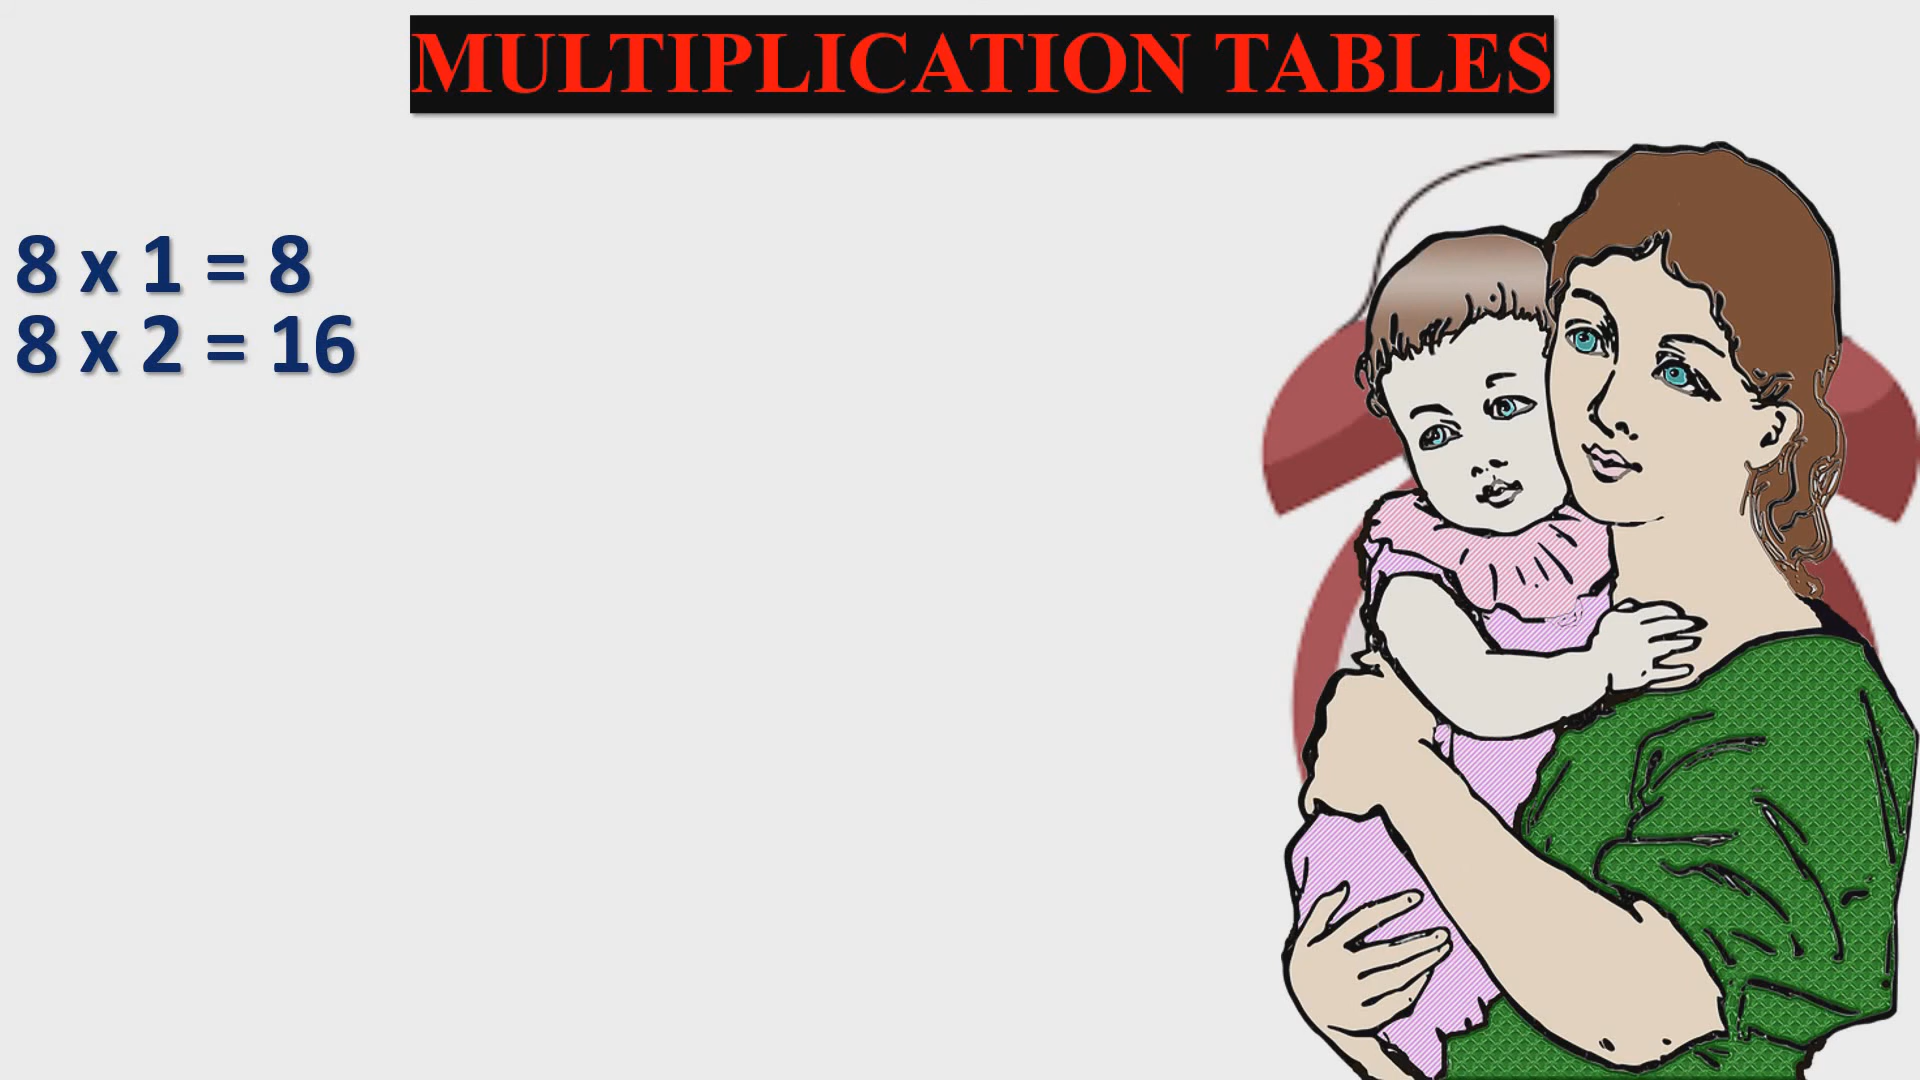 MULTIPLICATION TABLES
8 x 1 = 8
8 x 2 = 16